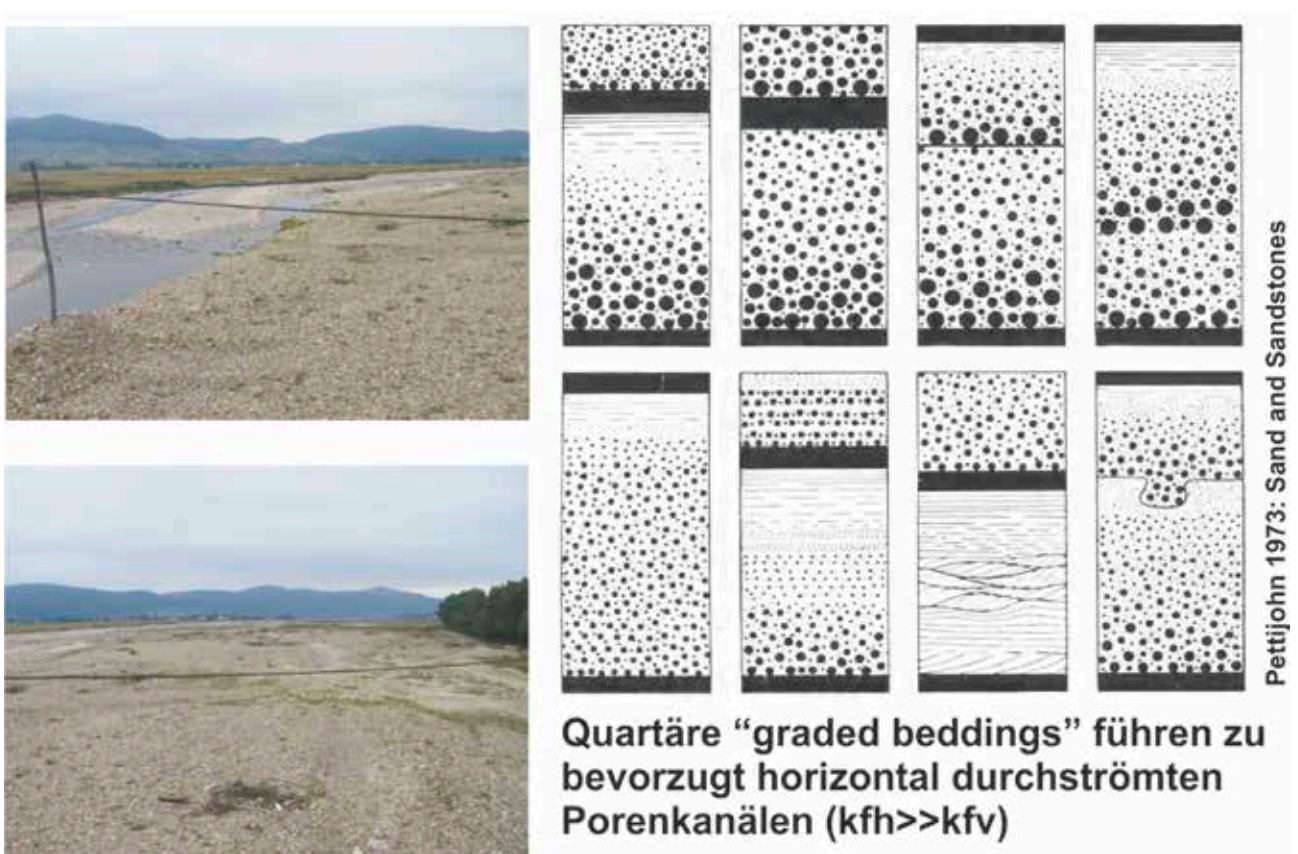 Pettijohn 1973: Sand and Sandstones
Quartäre “graded beddings” führen zu
bevorzugt horizontal durchströmten
Porenkanälen (kfh>>kfv)